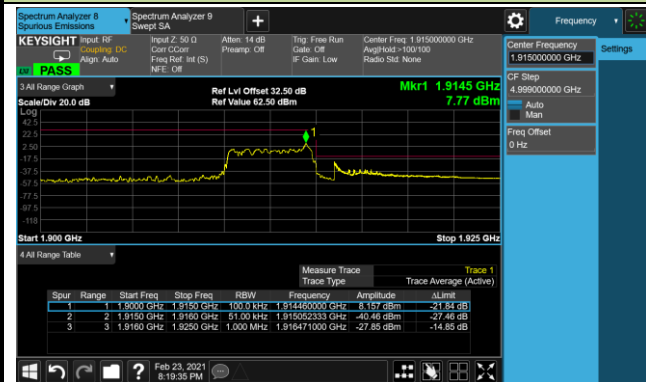 Spectrum Analyzer 8
Spurious Emissions
Spectrum Analyzer 9
Swept SA
Frequency
KEYSIGHT
Input: RF
Coupling: DC
Align: Auto
Input Z: 50 Ω
Corr CCorr
Freq Ref: Int (S)
NFE: Off
Atten: 14 dB
Preamp: Off
Trig: Free Run
Gate: Off
IF Gain: Low
Center Freq: 1.915000000 GHz
Avg|Hold:>100/100
Radio Std: None
PASS
Center Frequency
1.915000000 GHz
Settings
CF Step
4.999000000 GHz
Auto
Man
Freq Offset
0 Hz
3 All Range Graph
Scale/Div 20.0 dB
Ref Lvl Offset 32.50 dB
Ref Value 62.50 dBm
Mkr1 1.9145 GHz
7.77 dBm
Log
42.5
22.5
2.50
-17.5
-37.5
-57.5
-77.5
-97.5
-118
1
Start 1.900 GHz
Stop 1.925 GHz
4 All Range Table
Measure Trace Trace 1
Trace Type Trace Average (Active)
Spur Range Start Freq Stop Freq RBW Frequency Amplitude ΔLimit
1 1 1.9000 GHz 1.9150 GHz 100.0 kHz 1.914460000 GHz 8.157 dBm -21.84 dB
2 2 1.9150 GHz 1.9160 GHz 51.00 kHz 1.915052333 GHz -40.46 dBm -27.46 dB
3 3 1.9160 GHz 1.9250 GHz 1.000 MHz 1.916471000 GHz -27.85 dBm -14.85 dB
Feb 23, 2021
8:19:35 PM